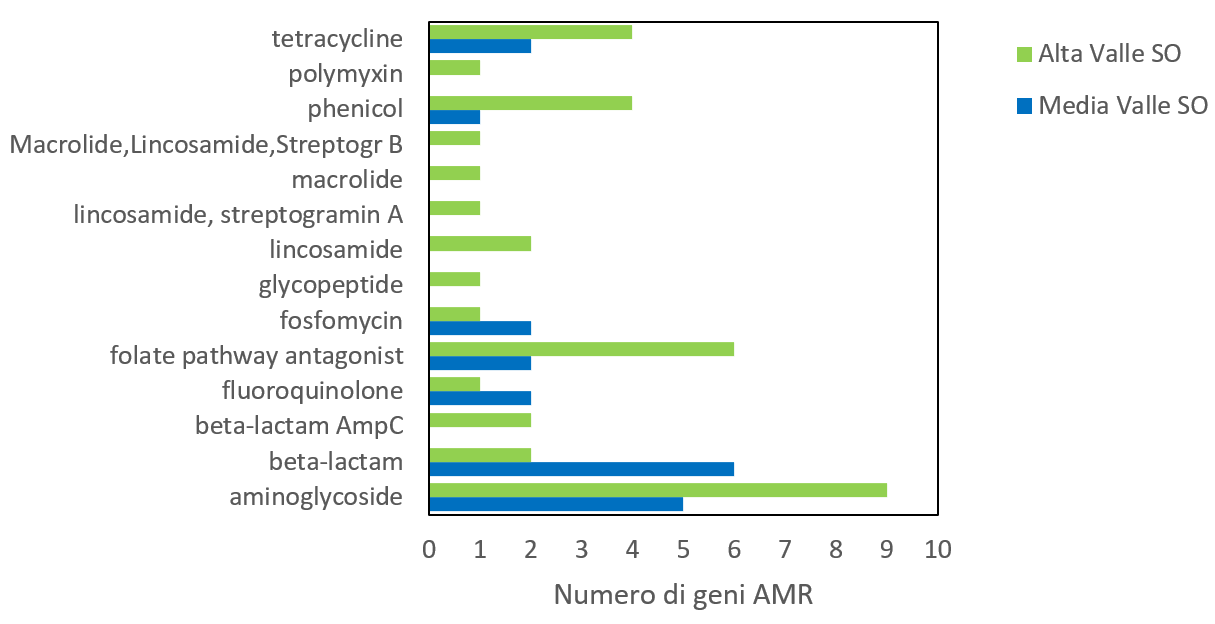 tetracycline
polymyxin
phenicol
Macrolide,Lincosamide,Streptogr B
macrolide
lincosamide, streptogramin A
lincosamide
glycopeptide
fosfomycin
folate pathway antagonist
fluoroquinolone
beta-lactam AmpC
beta-lactam
aminoglycoside
0 1 2 3 4 5 6 7 8 9 10
Numero di geni AMR
Alta Valle SO
Media Valle SO